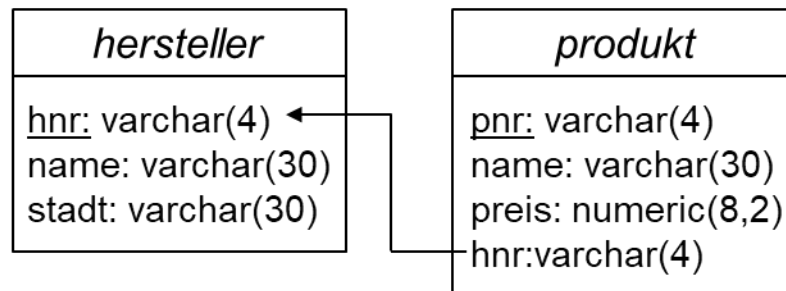 hersteller
hnr: varchar(4)
name: varchar(30)
stadt: varchar(30)
produkt
pnr: varchar(4)
name: varchar(30)
preis: numeric(8,2)
hnr:varchar(4)